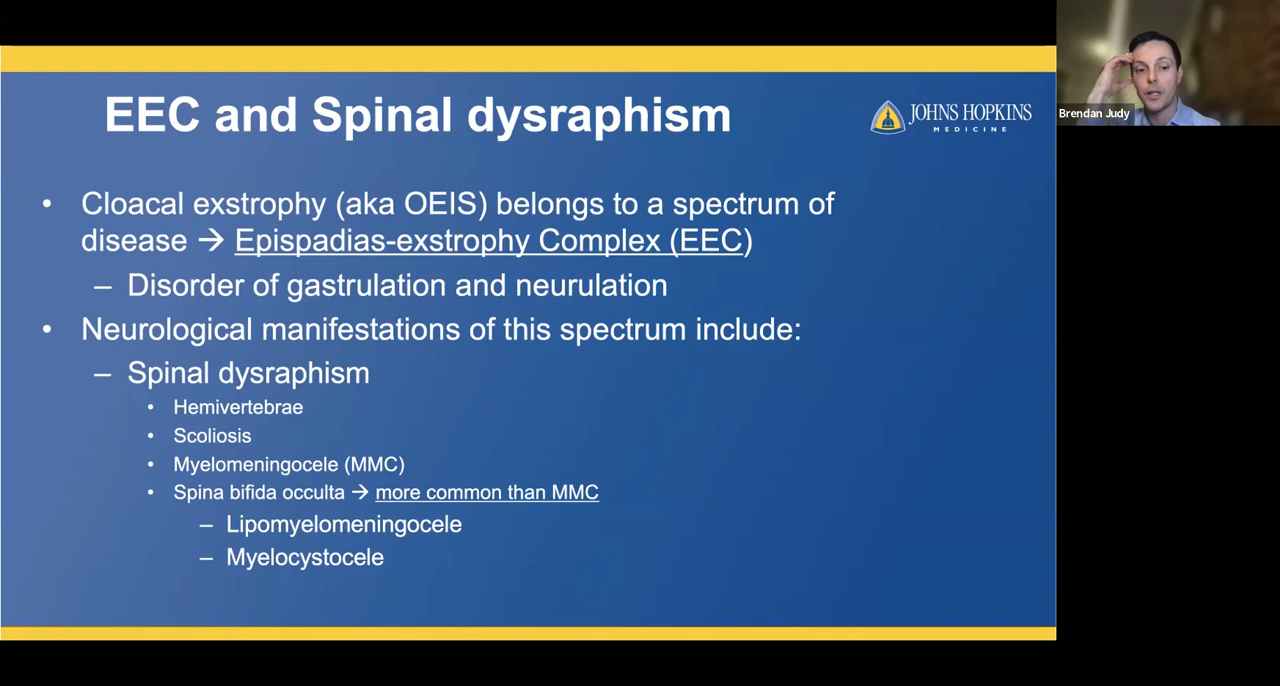 EEC and Spinal dysraphism
JOHNS HOPKINS
MEDICINE
• Cloacal exstrophy (aka OEIS) belongs to a spectrum of
disease → Epispadias-exstrophy Complex (EEC)
– Disorder of gastrulation and neurulation
• Neurological manifestations of this spectrum include:
– Spinal dysraphism
• Hemivertebrae
• Scoliosis
• Myelomeningocele (MMC)
• Spina bifida occulta → more common than MMC
– Lipomyelomeningocele
– Myelocystocele
Brendan Judy